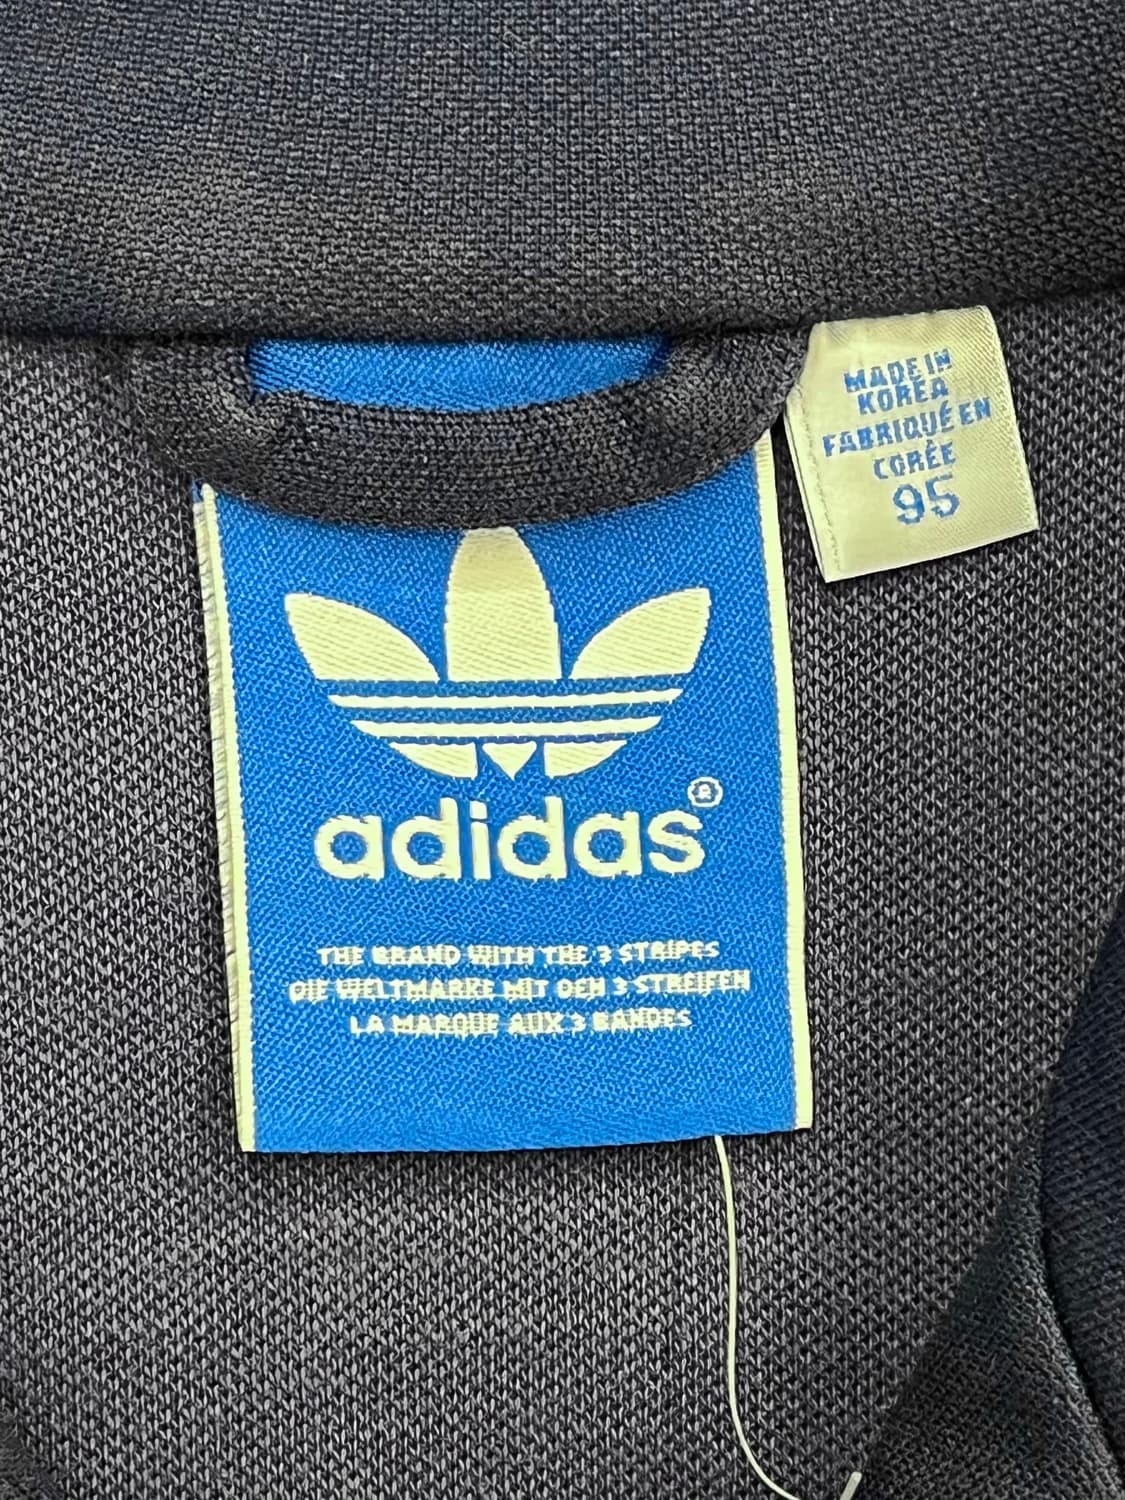 MADE IN
KOREA
FABRIQUÉ EN
CORÉE
95
adidas®
THE BRAND WITH THE 3 STRIPES
DIE WELTMARKE MIT DEN 3 STREIFEN
LA MARQUE AUX 3 BANDES